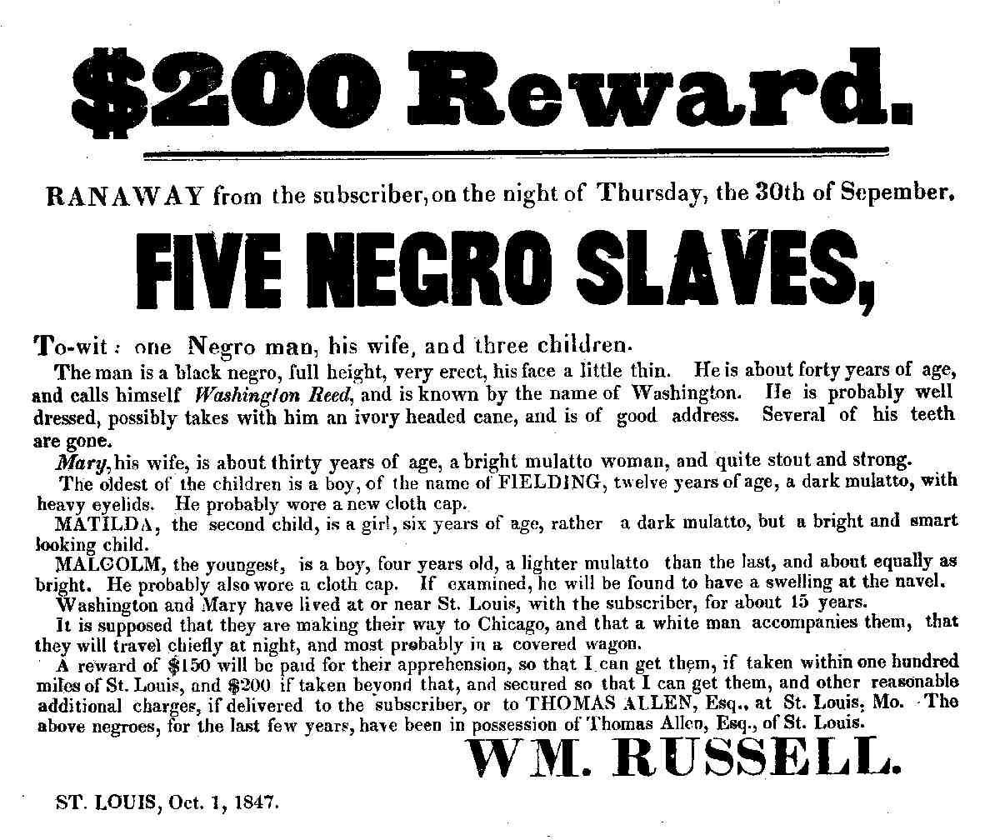 $200 Reward.
RANAWAY from the subscriber, on the night of Thursday, the 30th of Sepember.
FIVE NEGRO SLAVES,
To-wit: one Negro man, his wife, and three children.
The man is a black negro, full height, very erect, his face a little thin. He is about forty years of age,
and calls himself Washington Reed, and is known by the name of Washington. He is probably well
dressed, possibly takes with him an ivory headed cane, and is of good address. Several of his teeth
are gone.
Mary, his wife, is about thirty years of age, a bright mulatto woman, and quite stout and strong.
The oldest of the children is a boy, of the name of FIELDING, twelve years of age, a dark mulatto, with
heavy eyelids. He probably wore a new cloth cap.
MATILDA, the second child, is a girl, six years of age, rather a dark mulatto, but a bright and smart
looking child.
MALCOLM, the youngest, is a boy, four years old, a lighter mulatto than the last, and about equally as
bright. He probably also wore a cloth cap. If examined, he will be found to have a swelling at the navel.
Washington and Mary have lived at or near St. Louis, with the subscriber, for about 15 years.
It is supposed that they are making their way to Chicago, and that a white man accompanies them, that
they will travel chiefly at night, and most probably in a covered wagon.
A reward of $150 will be paid for their apprehension, so that I can get them, if taken within one hundred
miles of St. Louis, and $200 if taken beyond that, and secured so that I can get them, and other reasonable
additional charges, if delivered to the subscriber, or to THOMAS ALLEN, Esq., at St. Louis, Mo. The
above negroes, for the last few years, have been in possession of Thomas Allen, Esq., of St. Louis.
WM. RUSSELL.
ST. LOUIS, Oct. 1, 1847.